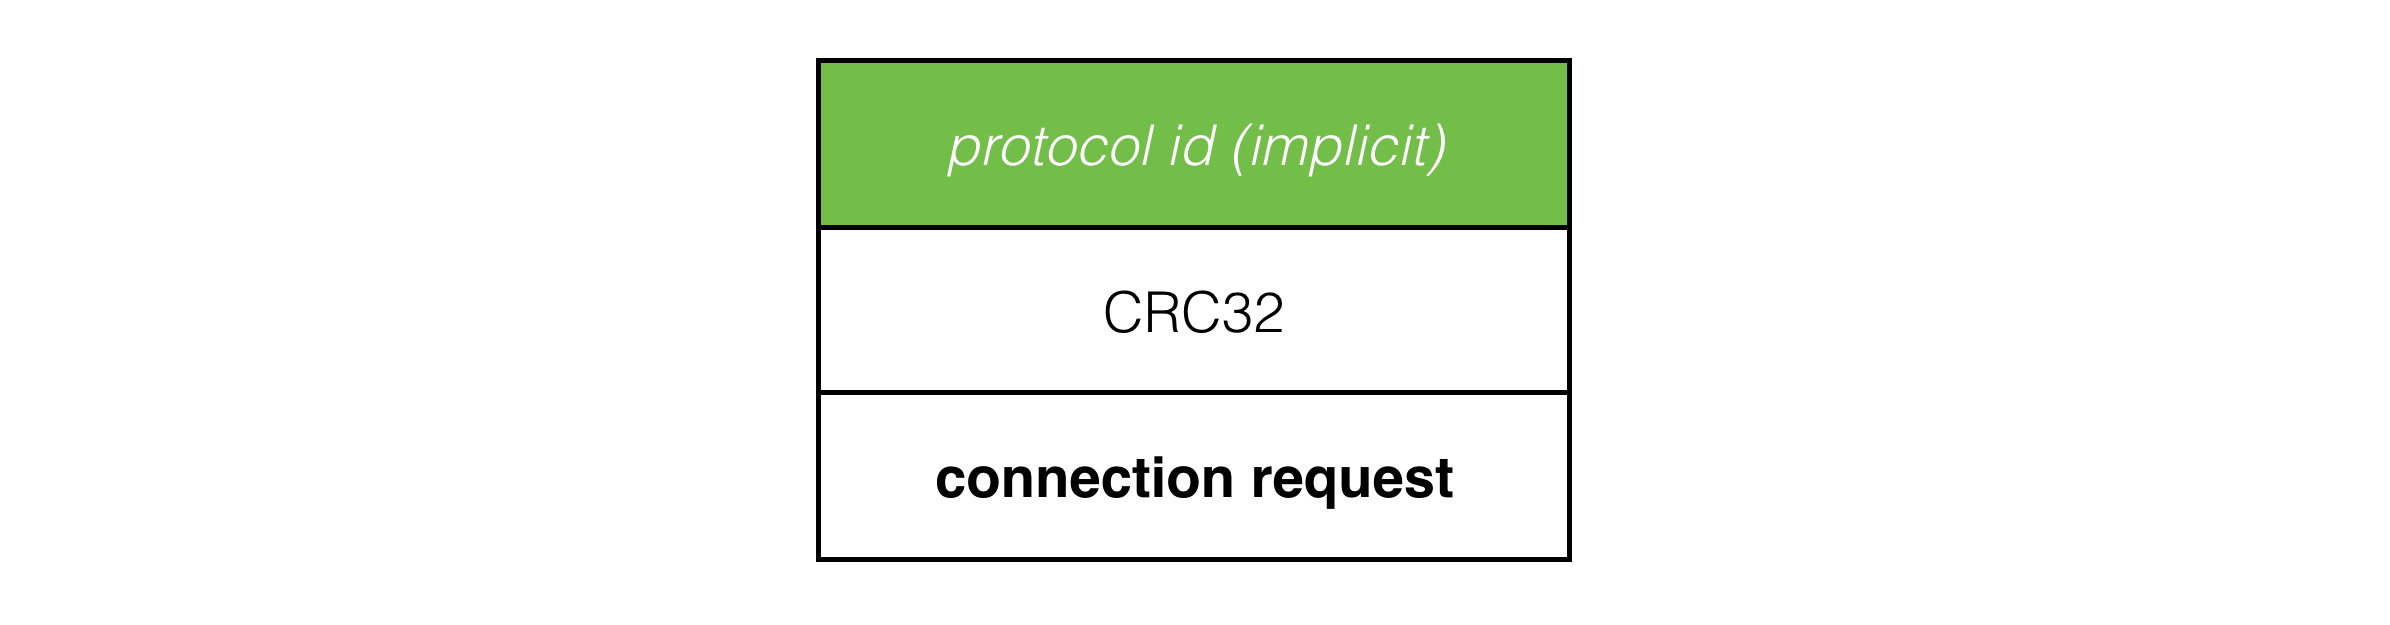 protocol id (implicit)
CRC32
connection request